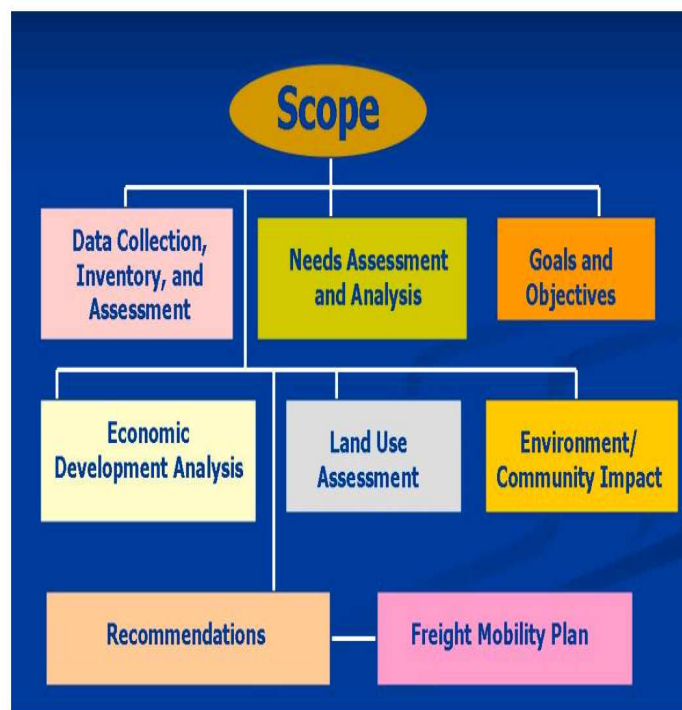 Scope
Data Collection,
Inventory, and
Assessment
Needs Assessment
and Analysis
Goals and
Objectives
Economic
Development Analysis
Land Use
Assessment
Environment/
Community Impact
Recommendations
Freight Mobility Plan